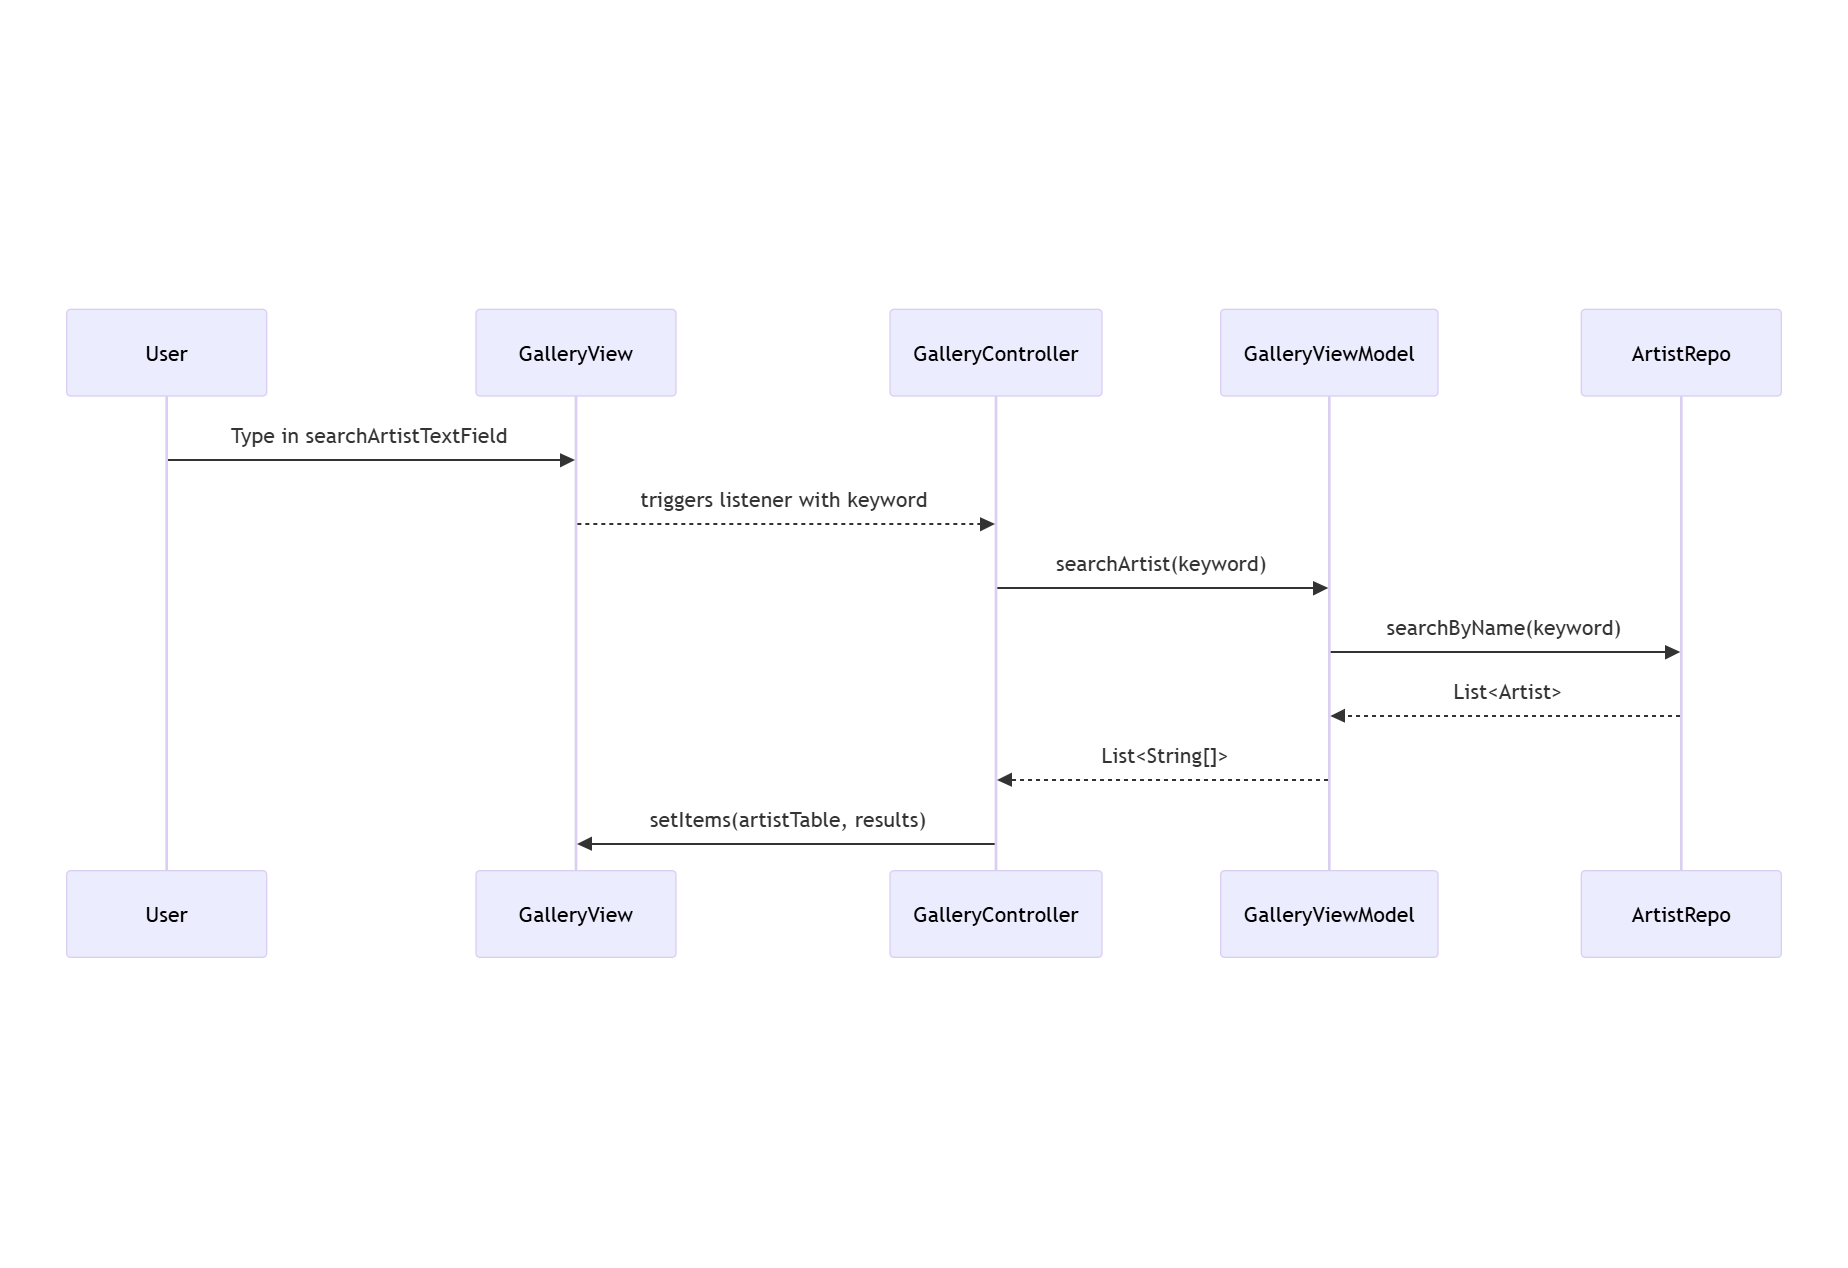 User
GalleryView
GalleryController
GalleryViewModel
ArtistRepo
Type in searchArtistTextField
triggers listener with keyword
searchArtist(keyword)
searchByName(keyword)
List<Artist>
List<String[]>
setItems(artistTable, results)
User
GalleryView
GalleryController
GalleryViewModel
ArtistRepo